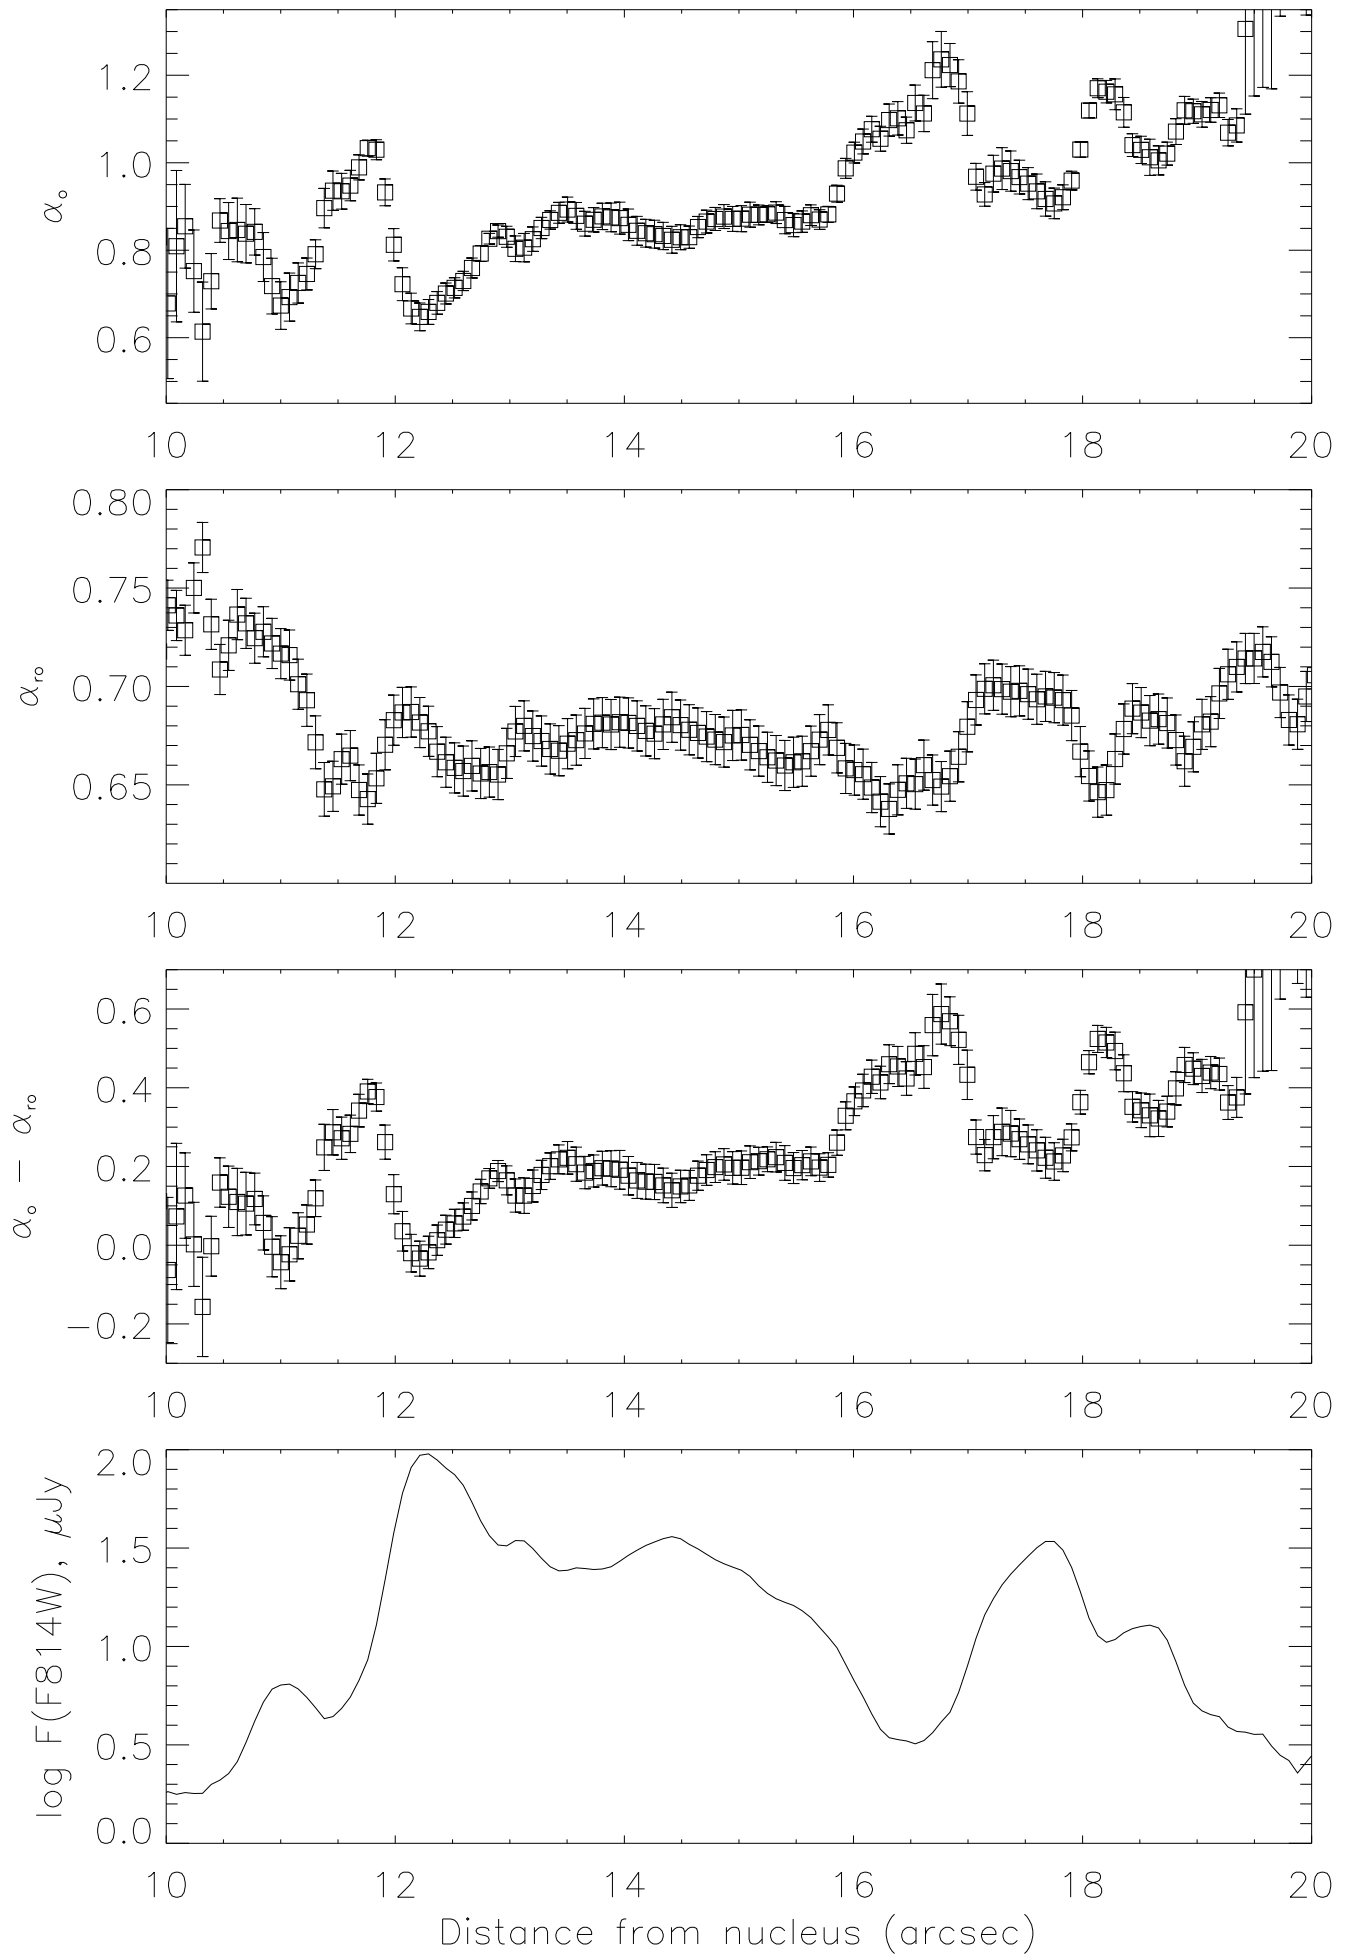 1.2
1.0
0.8
0.6
αₒ
10 12 14 16 18 20
0.80
0.75
0.70
0.65
αᵣₒ
10 12 14 16 18 20
0.6
0.4
0.2
0.0
−0.2
αₒ − αᵣₒ
10 12 14 16 18 20
2.0
1.5
1.0
0.5
0.0
log F(F814W), μJy
10 12 14 16 18 20
Distance from nucleus (arcsec)